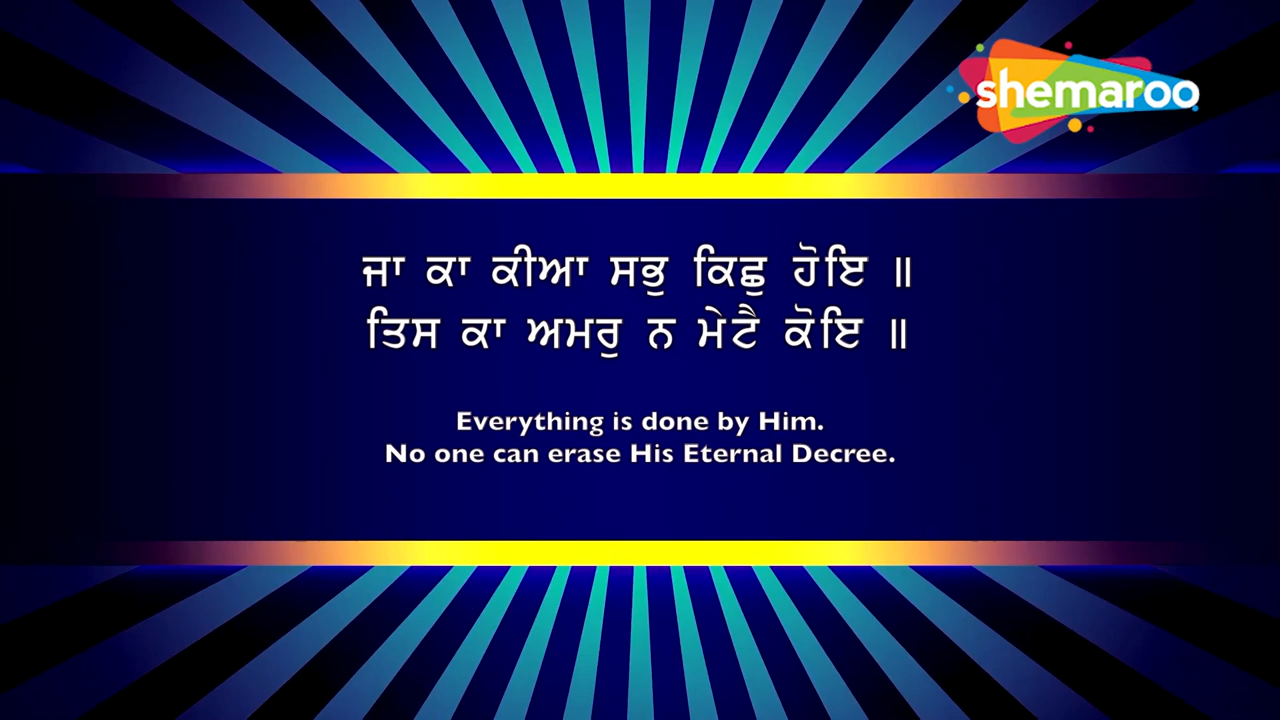 shemaroo
ਜਾ ਕਾ ਕੀਆ ਸਭੁ ਕਿਛੁ ਹੋਇ ॥
ਤਿਸ ਕਾ ਅਮਰੁ ਨ ਮੇਟੈ ਕੋਇ ॥
Everything is done by Him.
No one can erase His Eternal Decree.